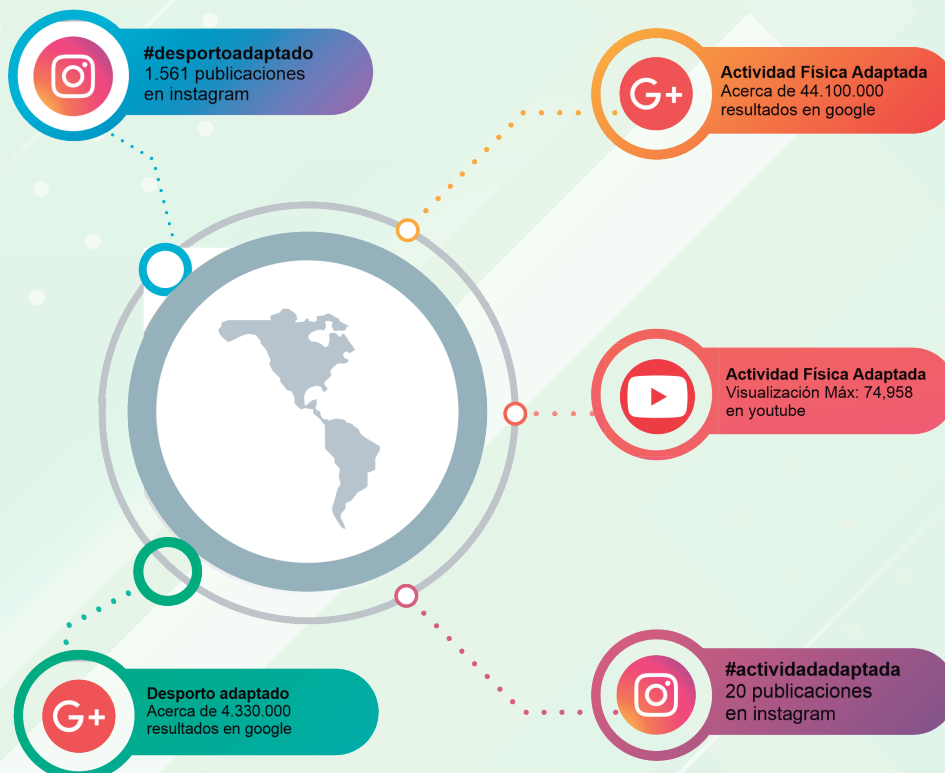 #desportoadaptado
1.561 publicaciones
en instagram
Actividad Física Adaptada
Acerca de 44.100.000
resultados en google
G+
Actividad Física Adaptada
Visualización Máx: 74,958
en youtube
Desporto adaptado
Acerca de 4.330.000
resultados en google
G+
#actividadadaptada
20 publicaciones
en instagram